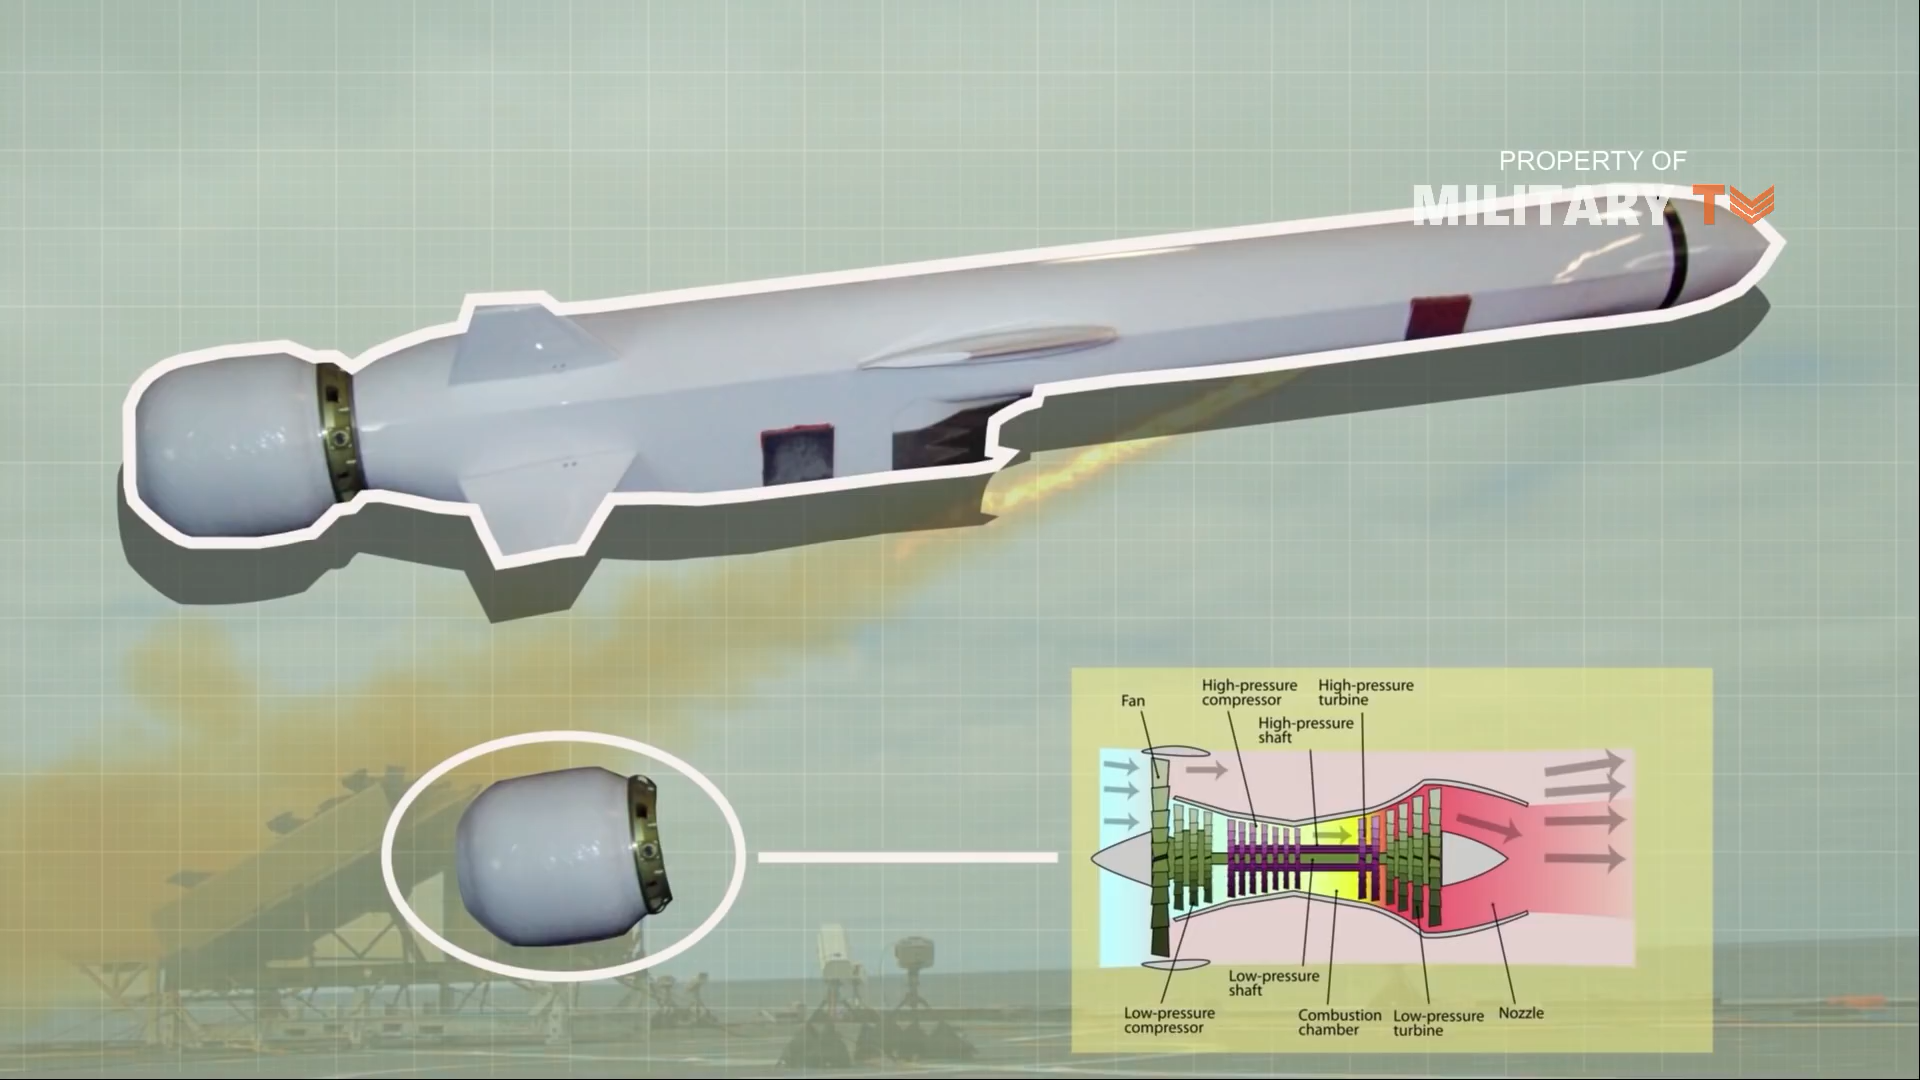 PROPERTY OF
MILITARY TV
Fan
High-pressure
compressor
High-pressure
turbine
High-pressure
shaft
Low-pressure
shaft
Low-pressure
compressor
Combustion
chamber
Low-pressure
turbine
Nozzle